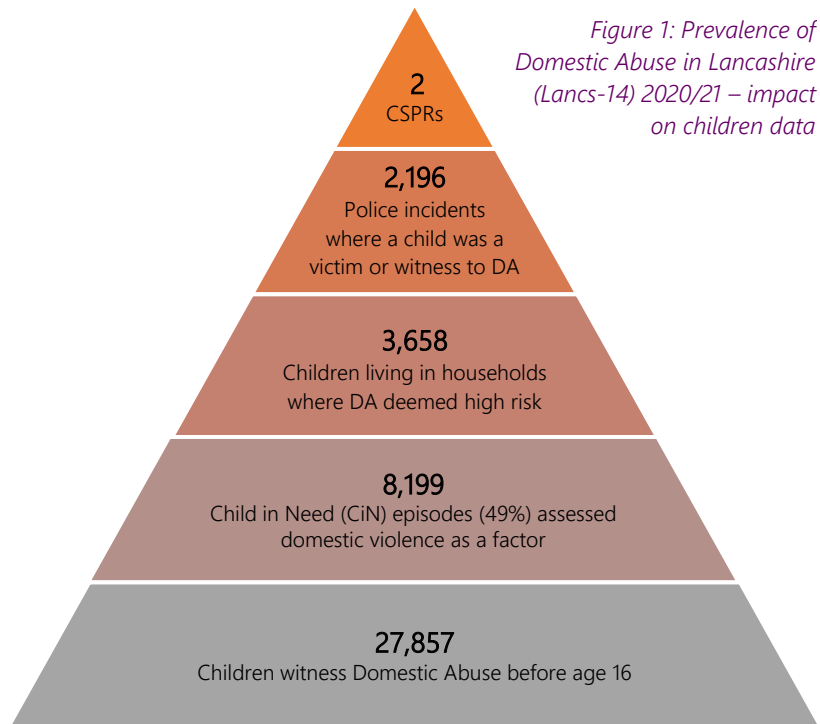 Figure 1: Prevalence of
Domestic Abuse in Lancashire
(Lancs-14) 2020/21 – impact
on children data
2
CSPRs
2,196
Police incidents
where a child was a
victim or witness to DA
3,658
Children living in households
where DA deemed high risk
8,199
Child in Need (CiN) episodes (49%) assessed
domestic violence as a factor
27,857
Children witness Domestic Abuse before age 16